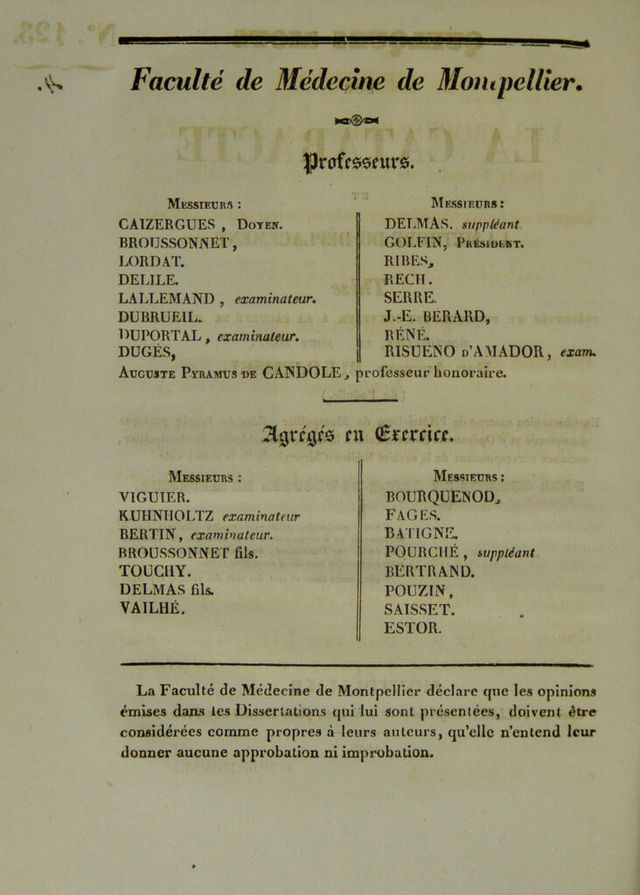 Faculté de Médecine de Montpellier.
Professeurs.
Messieurs :
CAIZERGUES , Doyen.
BROUSSONNET,
LORDAT.
DELILE.
LALLEMAND , examinateur.
DUBRUEIL.
DUPORTAL , examinateur.
DUGÉS,
Messieurs :
DELMAS. suppléant
GOLFIN, Président.
RIBES,
RECH.
SERRE.
J.-E. BERARD,
RÉNÉ.
RISUENO d'AMADOR, exam.
Auguste Pyramus de CANDOLE, professeur honoraire.
Agrégés en Exercice.
Messieurs :
VIGUIER.
KUHNHOLTZ examinateur
BERTIN, examinateur.
BROUSSONNET fils.
TOUCHY.
DELMAS fils.
VAILHÉ.
Messieurs :
BOURQUENOD,
FAGES.
BATIGNE.
POURCHÉ , suppléant
BERTRAND.
POUZIN,
SAISSET.
ESTOR.
La Faculté de Médecine de Montpellier déclare que les opinions
émises dans les Dissertations qui lui sont présentées, doivent être
considérées comme propres à leurs auteurs, qu'elle n'entend leur
donner aucune approbation ni improbation.